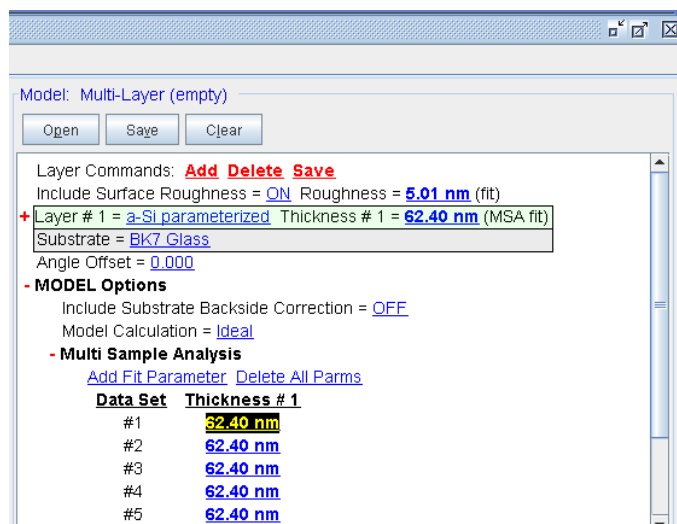 Model: Multi-Layer (empty)
Open Save Clear
Layer Commands: Add Delete Save
Include Surface Roughness = ON Roughness = 5.01 nm (fit)
+ Layer # 1 = a-Si parameterized Thickness # 1 = 62.40 nm (MSA fit)
Substrate = BK7 Glass
Angle Offset = 0.000
- MODEL Options
Include Substrate Backside Correction = OFF
Model Calculation = Ideal
- Multi Sample Analysis
Add Fit Parameter Delete All Parms
Data Set Thickness # 1
#1 62.40 nm
#2 62.40 nm
#3 62.40 nm
#4 62.40 nm
#5 62.40 nm